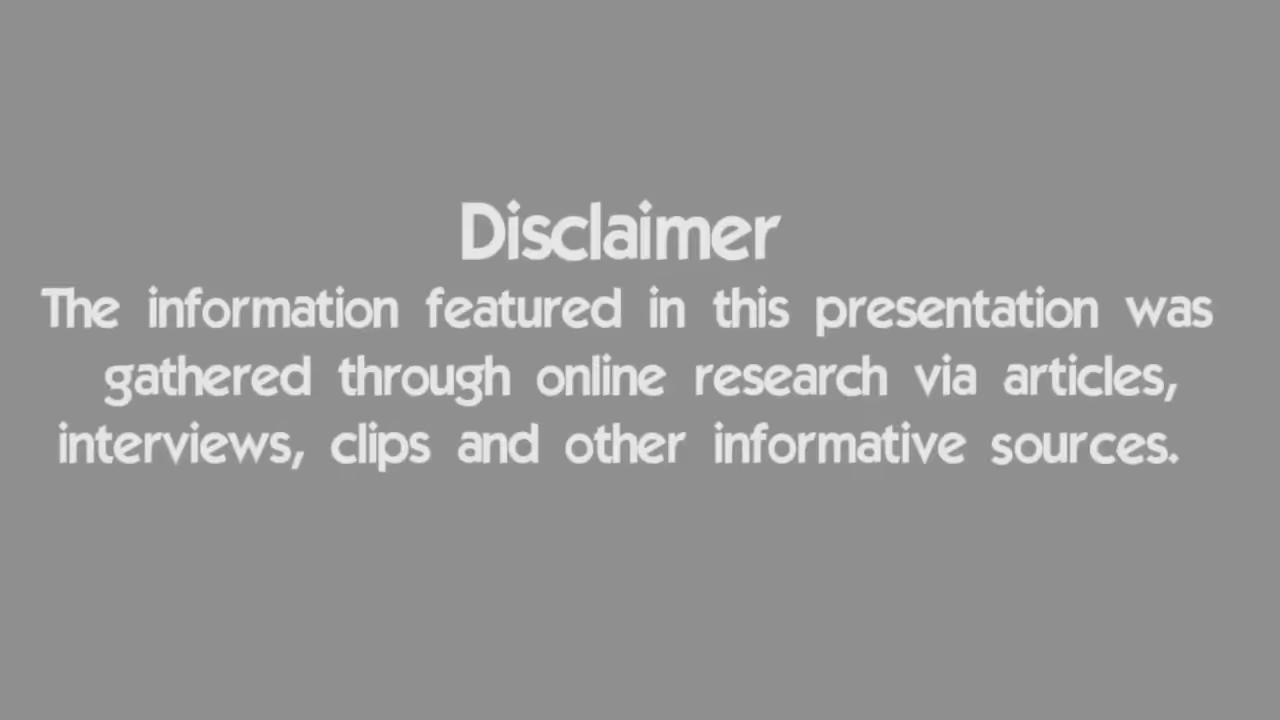 Disclaimer
The information featured in this presentation was
gathered through online research via articles,
interviews, clips and other informative sources.